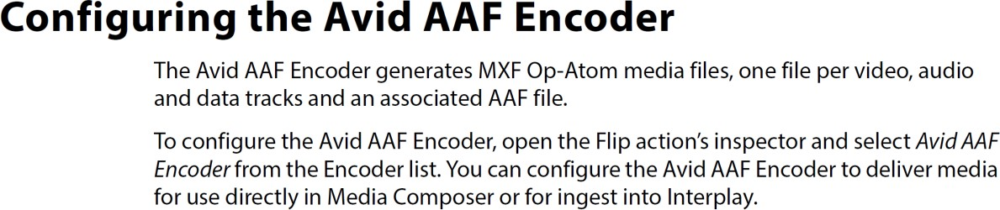 Configuring the Avid AAF Encoder
The Avid AAF Encoder generates MXF Op-Atom media files, one file per video, audio
and data tracks and an associated AAF file.
To configure the Avid AAF Encoder, open the Flip action’s inspector and select Avid AAF
Encoder from the Encoder list. You can configure the Avid AAF Encoder to deliver media
for use directly in Media Composer or for ingest into Interplay.